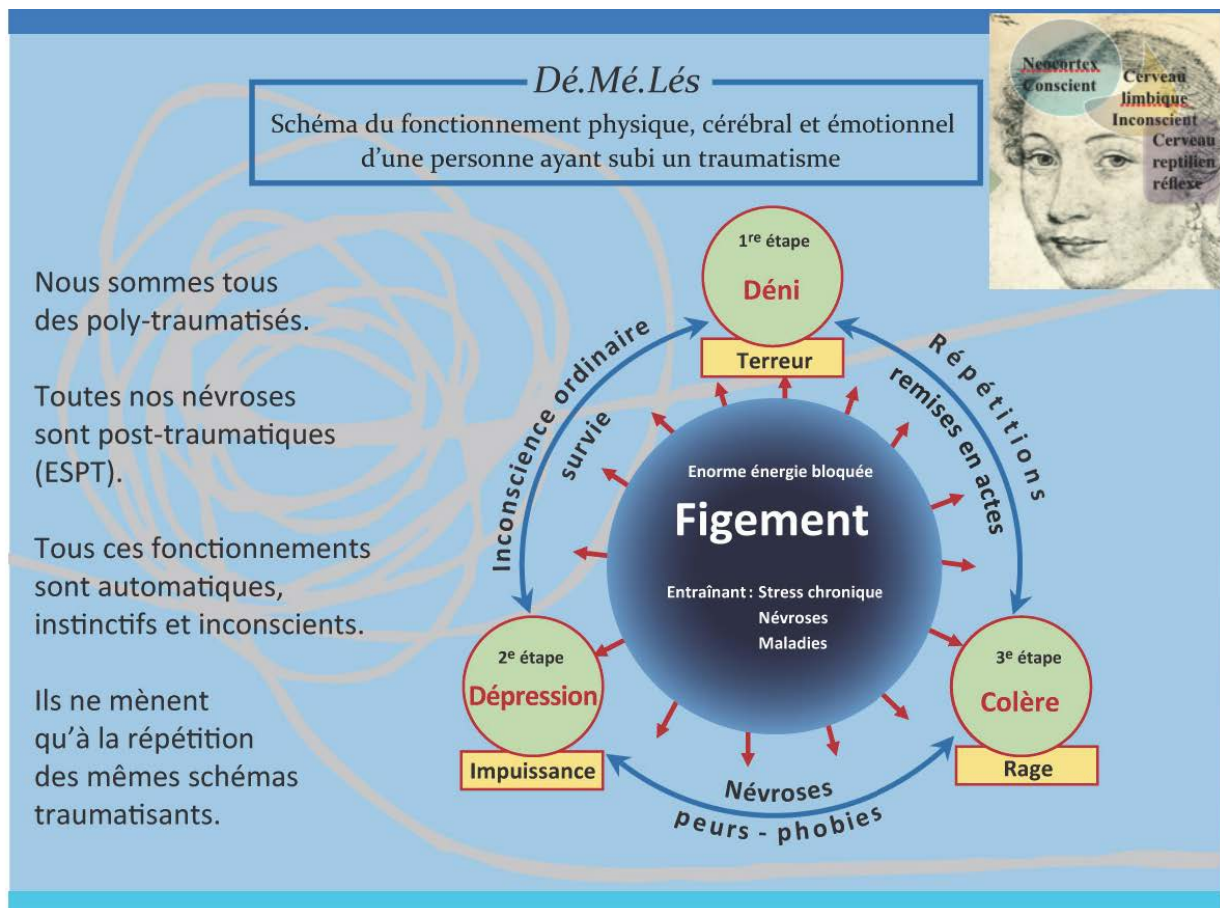 Dé.Mé.Lés
Schéma du fonctionnement physique, cérébral et émotionnel
d’une personne ayant subi un traumatisme
Neocortex
Conscient
Cerveau
limbique
Inconscient
Cerveau
reptilien
réflexe
Nous sommes tous
des poly-traumatisés.
Toutes nos névroses
sont post-traumatiques
(ESPT).
Tous ces fonctionnements
sont automatiques,
instinctifs et inconscients.
Ils ne mènent
qu’à la répétition
des mêmes schémas
traumatisants.
1re étape
Déni
Terreur
Inconscience ordinaire
survie
Répétitions
remises en actes
Enorme énergie bloquée
Figement
Entraînant : Stress chronique
Névroses
Maladies
2e étape
Dépression
Impuissance
3e étape
Colère
Rage
Névroses
peurs - phobies